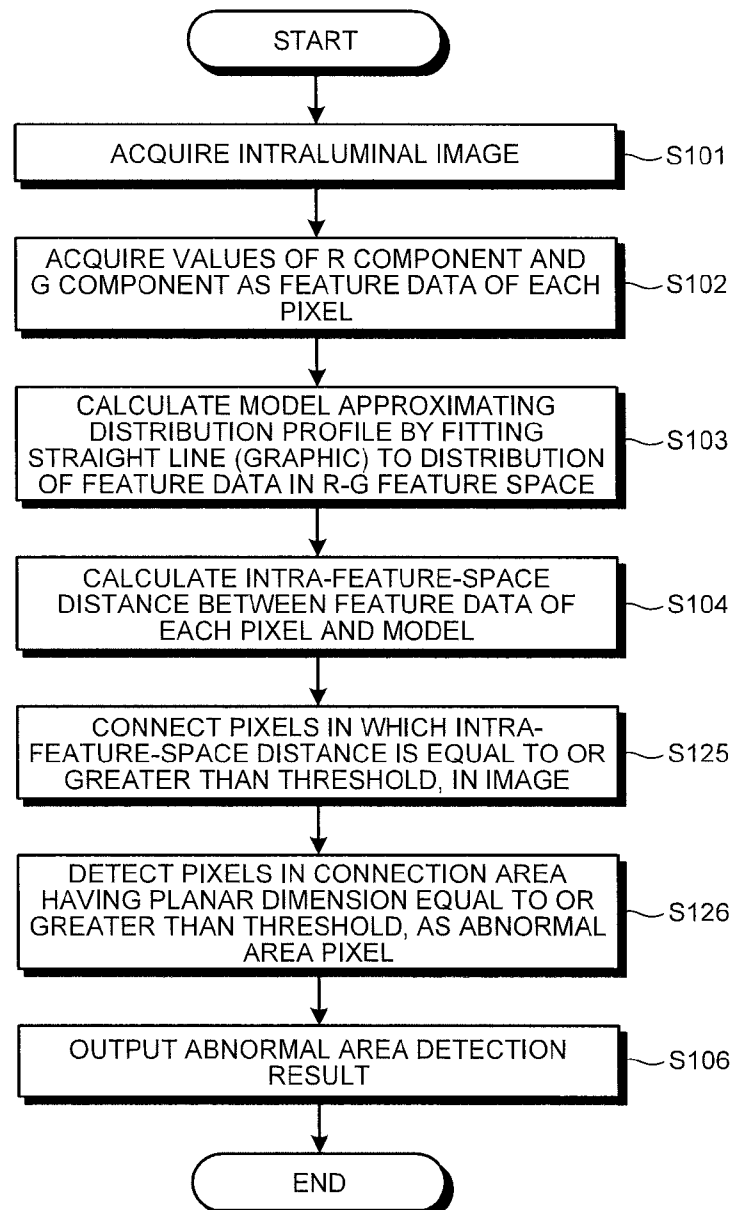 START
ACQUIRE INTRALUMINAL IMAGE
S101
ACQUIRE VALUES OF R COMPONENT AND
G COMPONENT AS FEATURE DATA OF EACH
PIXEL
S102
CALCULATE MODEL APPROXIMATING
DISTRIBUTION PROFILE BY FITTING
STRAIGHT LINE (GRAPHIC) TO DISTRIBUTION
OF FEATURE DATA IN R-G FEATURE SPACE
S103
CALCULATE INTRA-FEATURE-SPACE
DISTANCE BETWEEN FEATURE DATA OF
EACH PIXEL AND MODEL
S104
CONNECT PIXELS IN WHICH INTRA-
FEATURE-SPACE DISTANCE IS EQUAL TO OR
GREATER THAN THRESHOLD, IN IMAGE
S125
DETECT PIXELS IN CONNECTION AREA
HAVING PLANAR DIMENSION EQUAL TO OR
GREATER THAN THRESHOLD, AS ABNORMAL
AREA PIXEL
S126
OUTPUT ABNORMAL AREA DETECTION
RESULT
S106
END